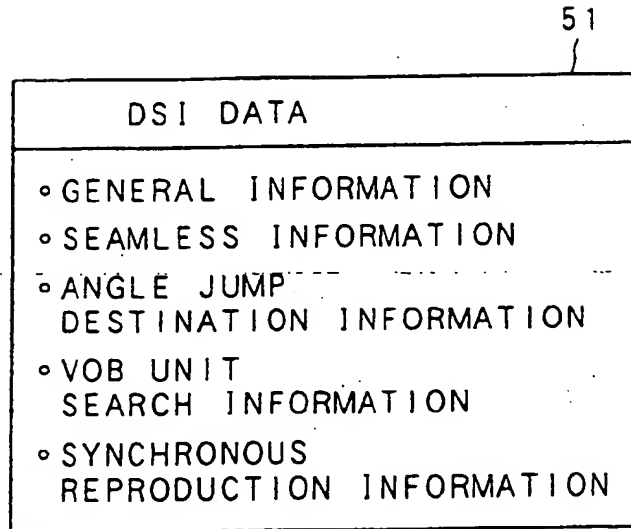 51
DSI DATA
∘ GENERAL INFORMATION
∘ SEAMLESS INFORMATION
∘ ANGLE JUMP
DESTINATION INFORMATION
∘ VOB UNIT
SEARCH INFORMATION
∘ SYNCHRONOUS
REPRODUCTION INFORMATION